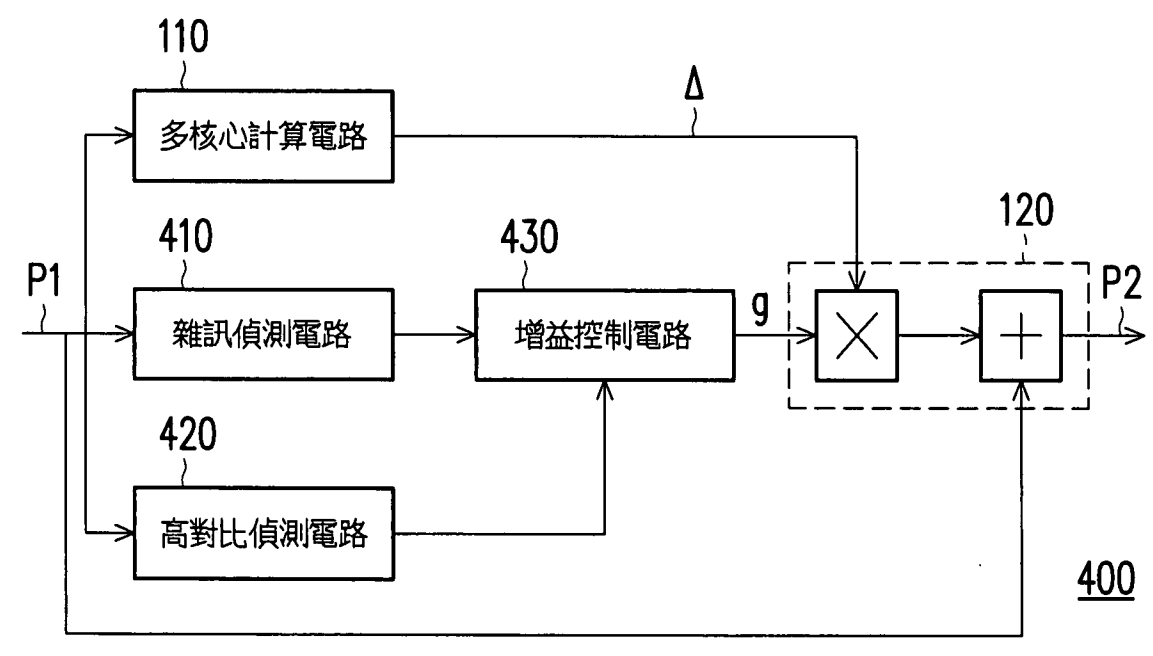 110
多核心計算電路
Δ
410
雜訊偵測電路
430
增益控制電路
120
P1
g
×
+
P2
420
高對比偵測電路
400